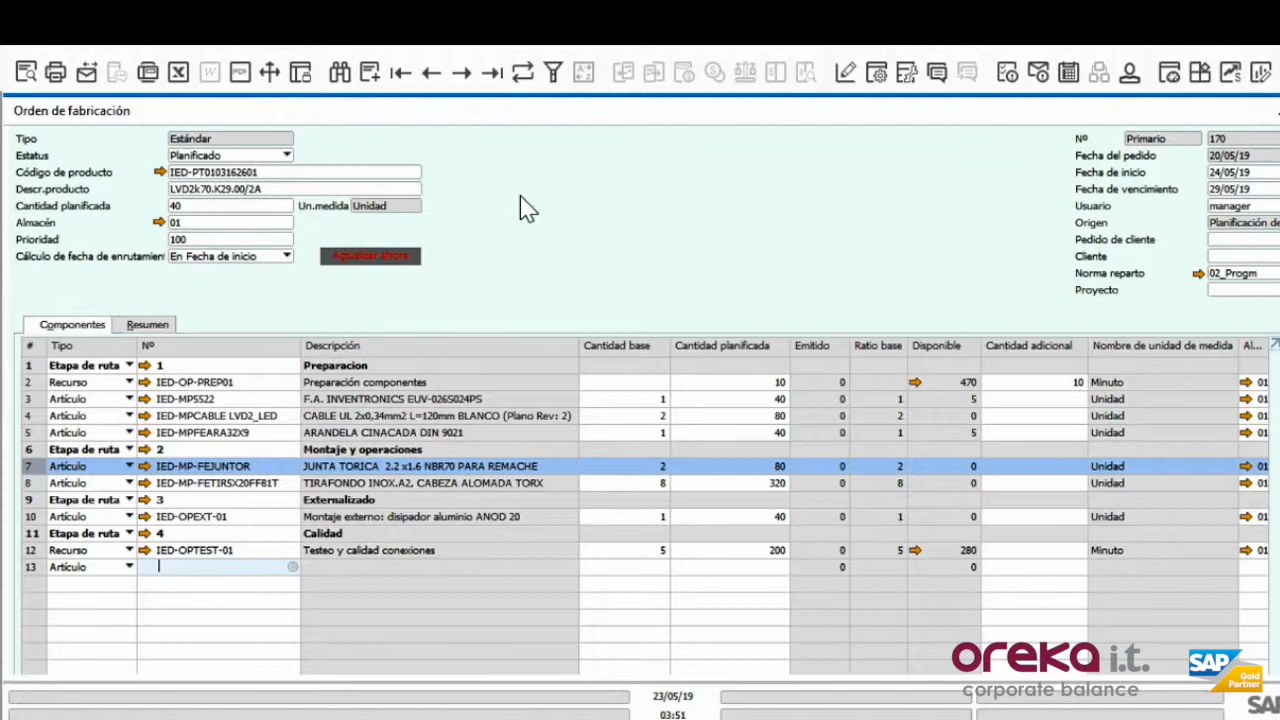 Orden de fabricación
Tipo Estándar Nº Primario 170
Estatus Planificado Fecha del pedido 20/05/19
Código de producto IED-PT0103162601 Fecha de inicio 24/05/19
Descr.producto LVD2k70.K29.00/2A Fecha de vencimiento 29/05/19
Cantidad planificada 40 Un.medida Unidad Usuario manager
Almacén 01 Origen Planificación de
Prioridad 100 Pedido de cliente
Cálculo de fecha de enrutamien En Fecha de inicio Actualizar ahora Cliente
Norma reparto 02_Progm
Proyecto
Componentes Resumen
# Tipo Nº Descripción Cantidad base Cantidad planificada Emitido Ratio base Disponible Cantidad adicional Nombre de unidad de medida Al...
1 Etapa de ruta 1 Preparacion
2 Recurso IED-OP-PREP01 Preparación componentes 10 0 470 10 Minuto 01
3 Artículo IED-MP5522 F.A. INVENTRONICS EUV-026S024PS 1 40 0 1 5 Unidad 01
4 Artículo IED-MPCABLE LVD2_LED CABLE UL 2x0,34mm2 L=120mm BLANCO (Plano Rev: 2) 2 80 0 2 0 Unidad 01
5 Artículo IED-MPFEARA32X9 ARANDELA CINACADA DIN 9021 1 40 0 1 5 Unidad 01
6 Etapa de ruta 2 Montaje y operaciones
7 Artículo IED-MP-FEJUNTOR JUNTA TORICA 2.2 x1.6 NBR70 PARA REMACHE 2 80 0 2 0 Unidad 01
8 Artículo IED-MP-FETIR5X20FF81T TIRAFONDO INOX.A2, CABEZA ALOMADA TORX 8 320 0 8 0 Unidad 01
9 Etapa de ruta 3 Externalizado
10 Artículo IED-OPEXT-01 Montaje externo: disipador aluminio ANOD 20 1 40 0 1 0 Unidad 01
11 Etapa de ruta 4 Calidad
12 Recurso IED-OPTEST-01 Testeo y calidad conexiones 5 200 0 5 280 Minuto 01
13 Artículo 0 0
oreka i.t.
corporate balance
SAP Gold Partner
23/05/19
03:51
SAP